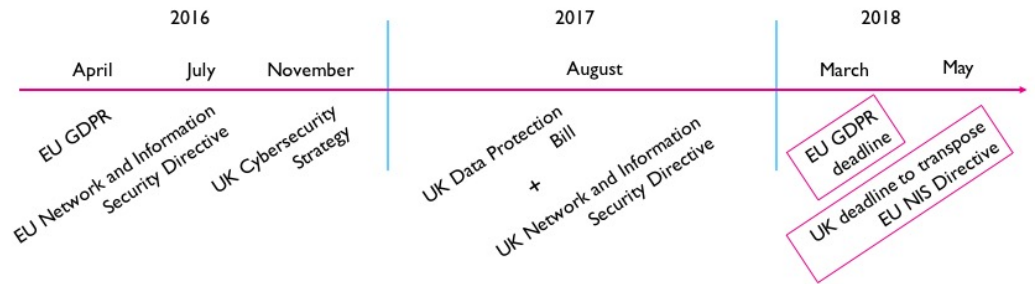 2016
2017
2018
April
July
November
August
March
May
EU GDPR
EU Network and Information
Security Directive
UK Cybersecurity
Strategy
UK Data Protection
Bill
+
UK Network and Information
Security Directive
EU GDPR
deadline
UK deadline to transpose
EU NIS Directive